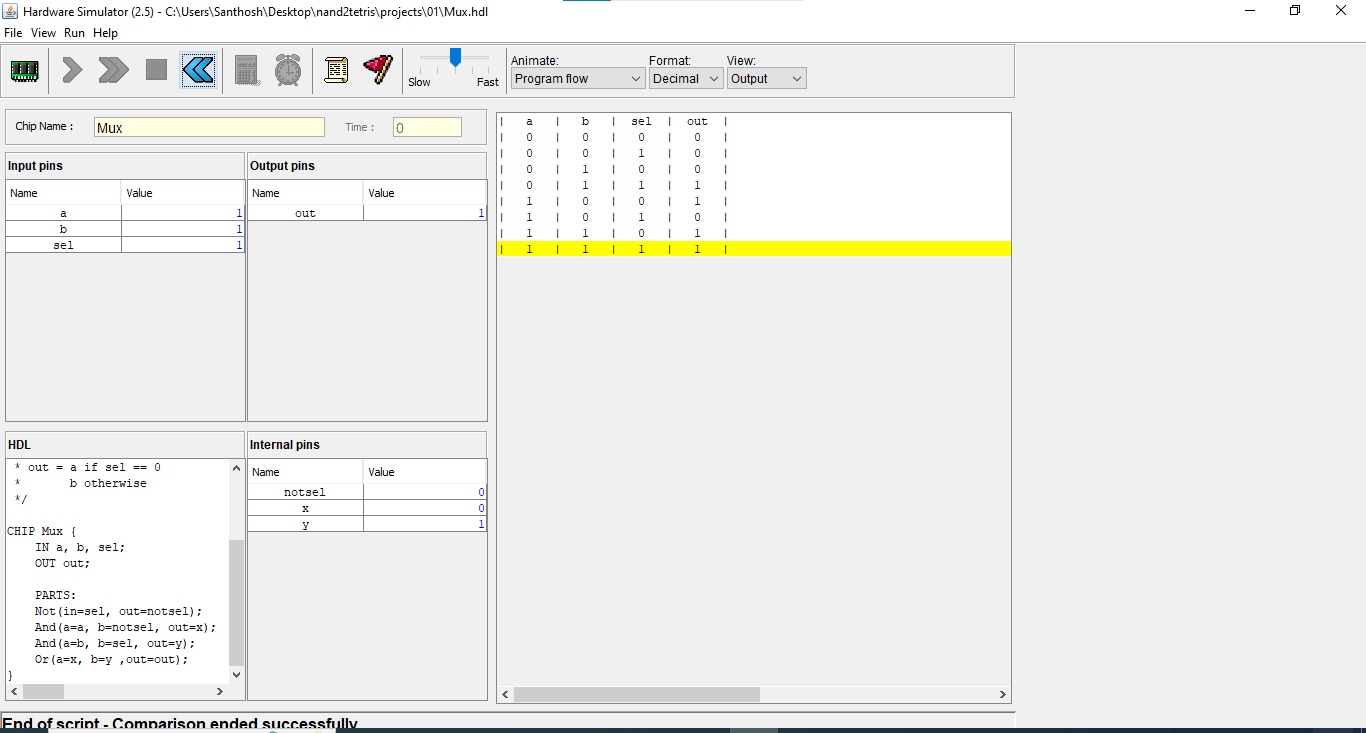 Hardware Simulator (2.5) - C:\Users\Santhosh\Desktop\nand2tetris\projects\01\Mux.hdl
File View Run Help
Slow Fast
Animate: Format: View:
Program flow Decimal Output
Chip Name : Mux Time : 0
Input pins
Name Value
a 1
b 1
sel 1
Output pins
Name Value
out 1
HDL
* out = a if sel == 0
*       b otherwise
*/
CHIP Mux {
    IN a, b, sel;
    OUT out;
    PARTS:
    Not(in=sel, out=notsel);
    And(a=a, b=notsel, out=x);
    And(a=b, b=sel, out=y);
    Or(a=x, b=y ,out=out);
}
Internal pins
Name Value
notsel 0
x 0
y 1
| a | b | sel | out |
| 0 | 0 | 0 | 0 |
| 0 | 0 | 1 | 0 |
| 0 | 1 | 0 | 0 |
| 0 | 1 | 1 | 1 |
| 1 | 0 | 0 | 1 |
| 1 | 0 | 1 | 0 |
| 1 | 1 | 0 | 1 |
| 1 | 1 | 1 | 1 |
End of script - Comparison ended successfully